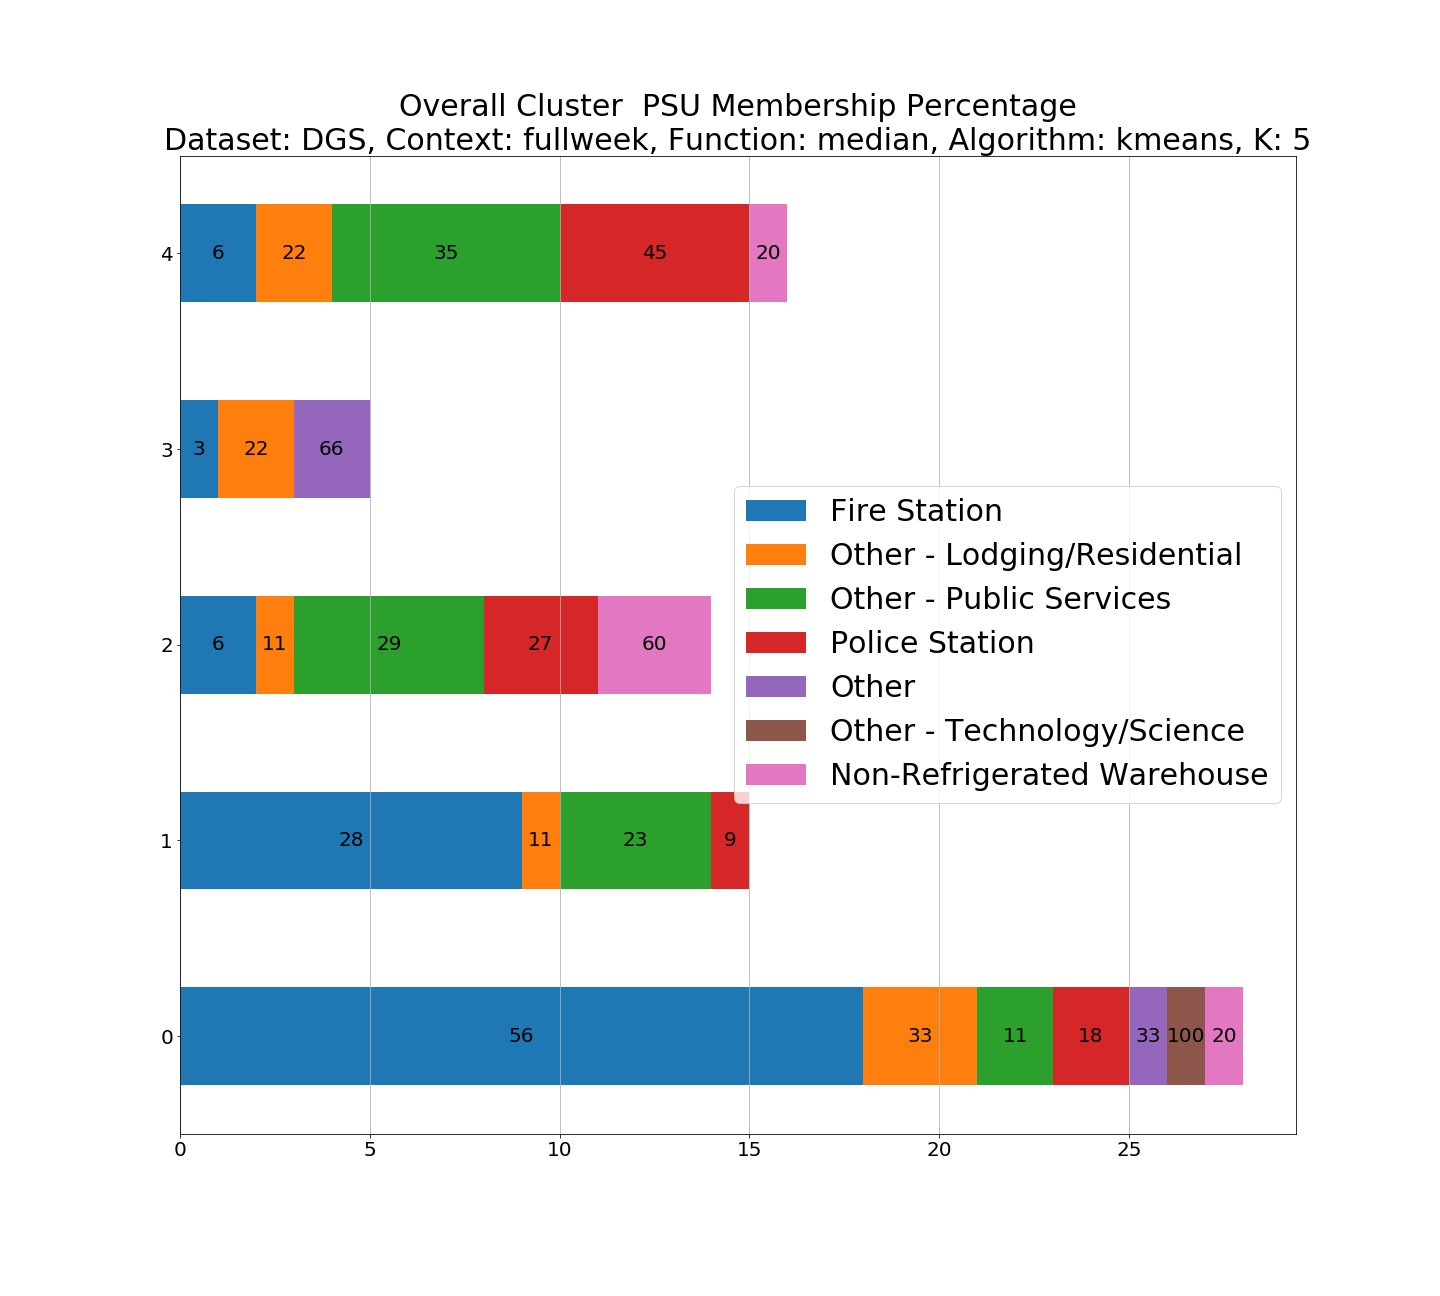 Overall Cluster  PSU Membership Percentage
Dataset: DGS, Context: fullweek, Function: median, Algorithm: kmeans, K: 5
4
6 22 35 45 20
3
3 22 66
2
6 11 29 27 60
Fire Station
Other - Lodging/Residential
Other - Public Services
Police Station
Other
Other - Technology/Science
Non-Refrigerated Warehouse
1
28 11 23 9
0
56 33 11 18 33 100 20
0 5 10 15 20 25